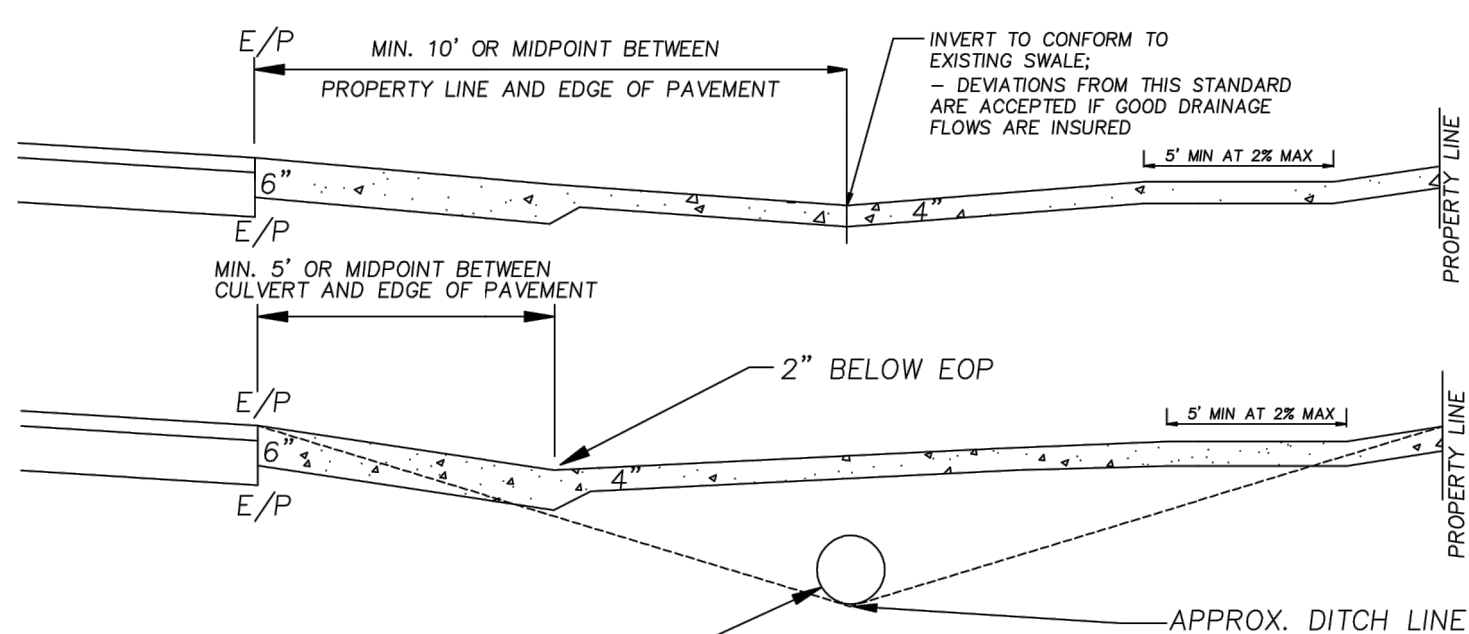 E/P
MIN. 10' OR MIDPOINT BETWEEN
PROPERTY LINE AND EDGE OF PAVEMENT
INVERT TO CONFORM TO
EXISTING SWALE;
– DEVIATIONS FROM THIS STANDARD
ARE ACCEPTED IF GOOD DRAINAGE
FLOWS ARE INSURED
5' MIN AT 2% MAX
PROPERTY LINE
6"
4"
E/P
MIN. 5' OR MIDPOINT BETWEEN
CULVERT AND EDGE OF PAVEMENT
2" BELOW EOP
E/P
5' MIN AT 2% MAX
PROPERTY LINE
6"
4"
E/P
APPROX. DITCH LINE